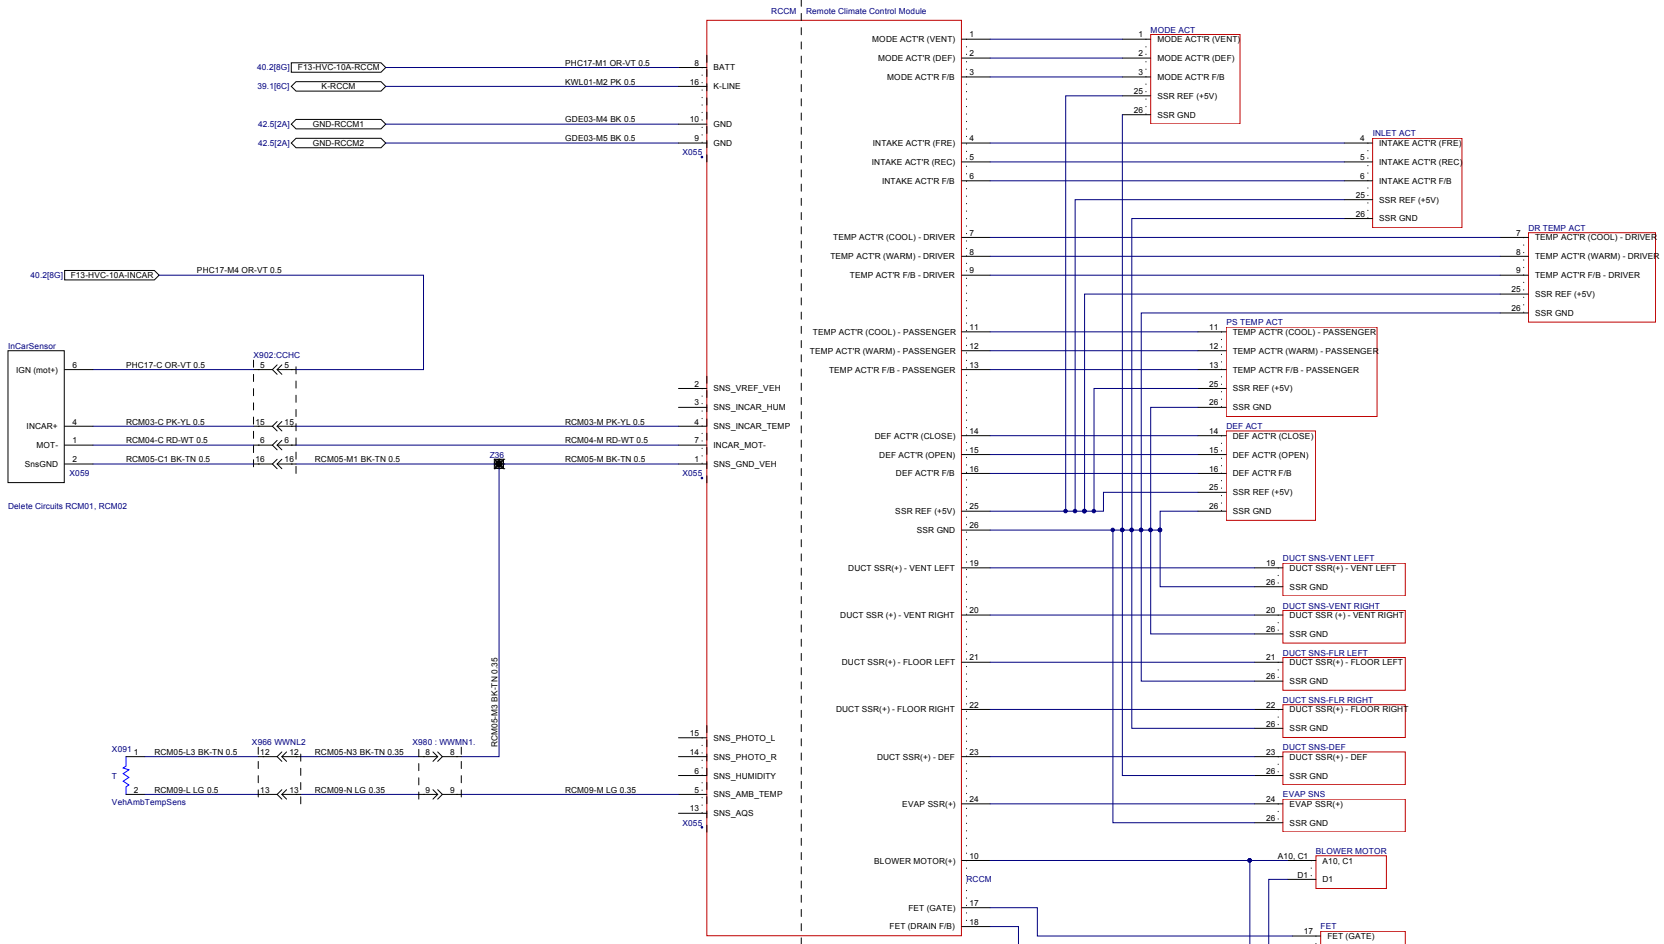 RCCM Remote Climate Control Module
40.2[8G] F13-HVC-10A-RCCM PHC17-M1 OR-VT 0.5 8 BATT
39.1[6C] K-RCCM KWL01-M2 PK 0.5 16 K-LINE
42.5[2A] GND-RCCM1 GDE03-M4 BK 0.5 10 GND
42.5[2A] GND-RCCM2 GDE03-M5 BK 0.5 9 GND
X055
40.2[8G] F13-HVC-10A-INCAR PHC17-M4 OR-VT 0.5
InCarSensor
X902:CCHC
IGN (mot+) 6 PHC17-C OR-VT 0.5 5 5
2 SNS_VREF_VEH
3 SNS_INCAR_HUM
INCAR+ 4 RCM03-C PK-YL 0.5 15 15 RCM03-M PK-YL 0.5 4 SNS_INCAR_TEMP
MOT- 1 RCM04-C RD-WT 0.5 6 6 RCM04-M RD-WT 0.5 7 INCAR_MOT-
Z36
SnsGND 2 RCM05-C1 BK-TN 0.5 16 16 RCM05-M1 BK-TN 0.5 RCM05-M BK-TN 0.5 1 SNS_GND_VEH
X059 X055
Delete Circuits RCM01, RCM02
RCM05-M3 BK-TN 0.35
15 SNS_PHOTO_L
X966 WWNL2 X980 : WWMN1.
X091 1 RCM05-L3 BK-TN 0.5 12 12 RCM05-N3 BK-TN 0.35 8 8 14 SNS_PHOTO_R
T 6 SNS_HUMIDITY
2 RCM09-L LG 0.5 13 13 RCM09-N LG 0.35 9 9 RCM09-M LG 0.35 5 SNS_AMB_TEMP
VehAmbTempSens
13 SNS_AQS
X055
MODE ACT
MODE ACT'R (VENT) 1 1 MODE ACT'R (VENT)
MODE ACT'R (DEF) 2 2 MODE ACT'R (DEF)
MODE ACT'R F/B 3 3 MODE ACT'R F/B
25 SSR REF (+5V)
26 SSR GND
INLET ACT
INTAKE ACT'R (FRE) 4 4 INTAKE ACT'R (FRE)
INTAKE ACT'R (REC) 5 5 INTAKE ACT'R (REC)
INTAKE ACT'R F/B 6 6 INTAKE ACT'R F/B
25 SSR REF (+5V)
26 SSR GND
DR TEMP ACT
TEMP ACT'R (COOL) - DRIVER 7 7 TEMP ACT'R (COOL) - DRIVER
TEMP ACT'R (WARM) - DRIVER 8 8 TEMP ACT'R (WARM) - DRIVER
TEMP ACT'R F/B - DRIVER 9 9 TEMP ACT'R F/B - DRIVER
25 SSR REF (+5V)
26 SSR GND
PS TEMP ACT
TEMP ACT'R (COOL) - PASSENGER 11 11 TEMP ACT'R (COOL) - PASSENGER
TEMP ACT'R (WARM) - PASSENGER 12 12 TEMP ACT'R (WARM) - PASSENGER
TEMP ACT'R F/B - PASSENGER 13 13 TEMP ACT'R F/B - PASSENGER
25 SSR REF (+5V)
26 SSR GND
DEF ACT
DEF ACT'R (CLOSE) 14 14 DEF ACT'R (CLOSE)
DEF ACT'R (OPEN) 15 15 DEF ACT'R (OPEN)
DEF ACT'R F/B 16 16 DEF ACT'R F/B
25 SSR REF (+5V)
SSR REF (+5V) 25 26 SSR GND
SSR GND 26
DUCT SNS-VENT LEFT
DUCT SSR(+) - VENT LEFT 19 19 DUCT SSR(+) - VENT LEFT
26 SSR GND
DUCT SNS-VENT RIGHT
DUCT SSR (+) - VENT RIGHT 20 20 DUCT SSR (+) - VENT RIGHT
26 SSR GND
DUCT SNS-FLR LEFT
DUCT SSR(+) - FLOOR LEFT 21 21 DUCT SSR(+) - FLOOR LEFT
26 SSR GND
DUCT SNS-FLR RIGHT
DUCT SSR(+) - FLOOR RIGHT 22 22 DUCT SSR(+) - FLOOR RIGHT
26 SSR GND
DUCT SNS-DEF
DUCT SSR(+) - DEF 23 23 DUCT SSR(+) - DEF
26 SSR GND
EVAP SNS
EVAP SSR(+) 24 24 EVAP SSR(+)
26 SSR GND
BLOWER MOTOR
BLOWER MOTOR(+) 10 A10, C1 A10, C1
RCCM D1 D1
FET (GATE) 17
FET (DRAIN F/B) 18
FET
17 FET (GATE)